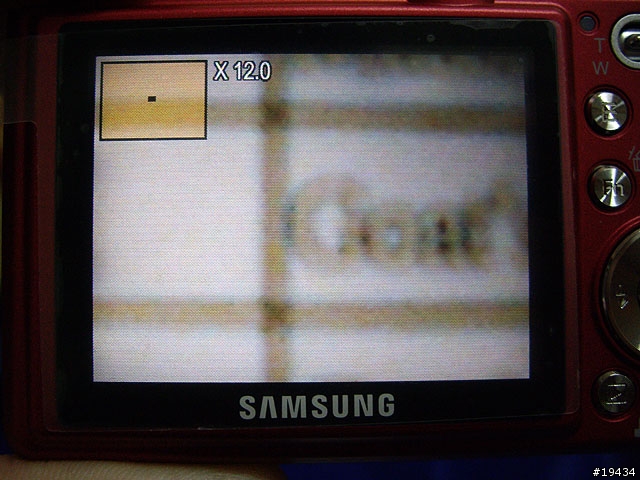 X 12.0
T
W
SAMSUNG
#19434